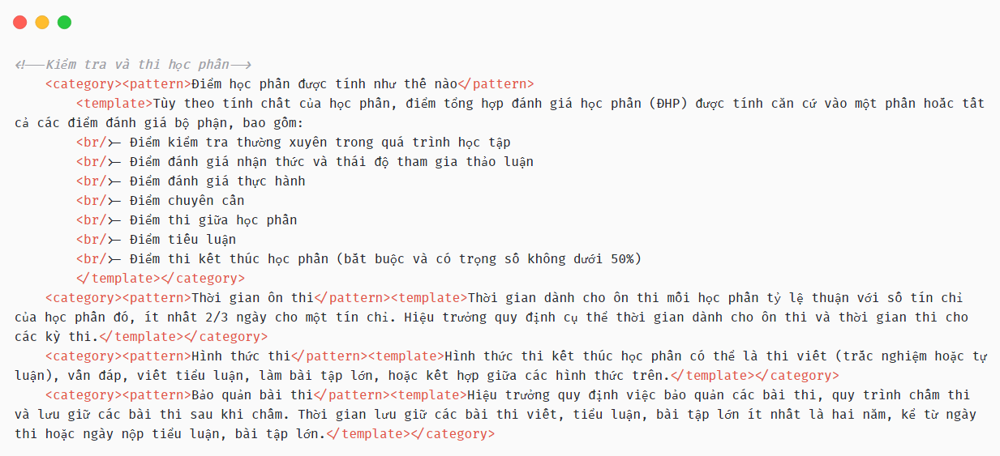 <!--Kiểm tra và thi học phần-->
<category><pattern>Điểm học phần được tính như thế nào</pattern>
<template>Tùy theo tính chất của học phần, điểm tổng hợp đánh giá học phần (ĐHP) được tính căn cứ vào một phần hoặc tất
cả các điểm đánh giá bộ phận, bao gồm:
<br/>- Điểm kiểm tra thường xuyên trong quá trình học tập
<br/>- Điểm đánh giá nhận thức và thái độ tham gia thảo luận
<br/>- Điểm đánh giá thực hành
<br/>- Điểm chuyên cần
<br/>- Điểm thi giữa học phần
<br/>- Điểm tiểu luận
<br/>- Điểm thi kết thúc học phần (bắt buộc và có trọng số không dưới 50%)
</template></category>
<category><pattern>Thời gian ôn thi</pattern><template>Thời gian dành cho ôn thi mỗi học phần tỷ lệ thuận với số tín chỉ
của học phần đó, ít nhất 2/3 ngày cho một tín chỉ. Hiệu trưởng quy định cụ thể thời gian dành cho ôn thi và thời gian thi cho
các kỳ thi.</template></category>
<category><pattern>Hình thức thi</pattern><template>Hình thức thi kết thúc học phần có thể là thi viết (trắc nghiệm hoặc tự
luận), vấn đáp, viết tiểu luận, làm bài tập lớn, hoặc kết hợp giữa các hình thức trên.</template></category>
<category><pattern>Bảo quản bài thi</pattern><template>Hiệu trưởng quy định việc bảo quản các bài thi, quy trình chấm thi
và lưu giữ các bài thi sau khi chấm. Thời gian lưu giữ các bài thi viết, tiểu luận, bài tập lớn ít nhất là hai năm, kể từ ngày
thi hoặc ngày nộp tiểu luận, bài tập lớn.</template></category>